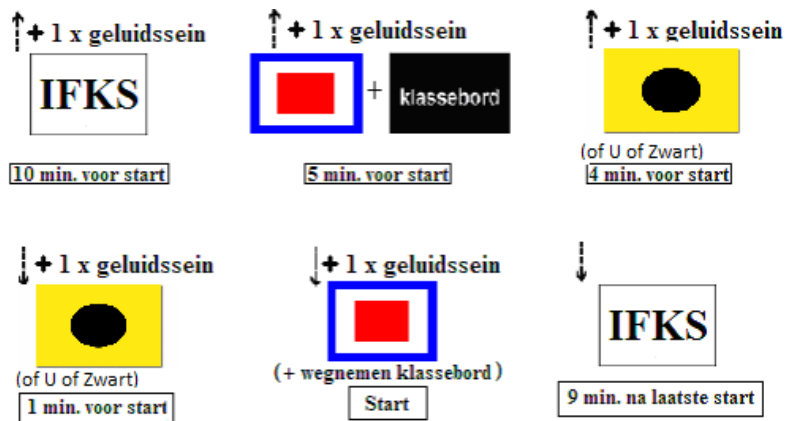 + 1 x geluidssein
IFKS
10 min. voor start
+ 1 x geluidssein
+ klassebord
5 min. voor start
+ 1 x geluidssein
(of U of Zwart)
4 min. voor start
+ 1 x geluidssein
(of U of Zwart)
1 min. voor start
+ 1 x geluidssein
(+ wegnemen klassebord)
Start
IFKS
9 min. na laatste start